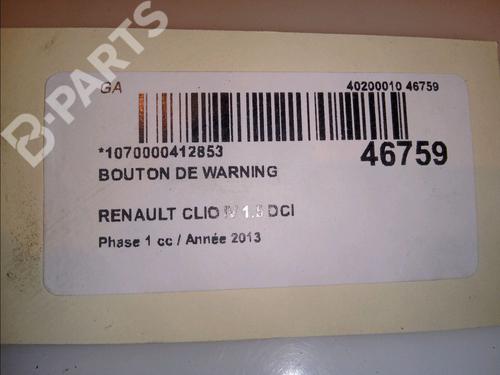 B-PARTS
GA
40200010 46759
*1070000412853
46759
BOUTON DE WARNING
RENAULT CLIO IV 1.5 DCI
Phase 1 cc / Année 2013